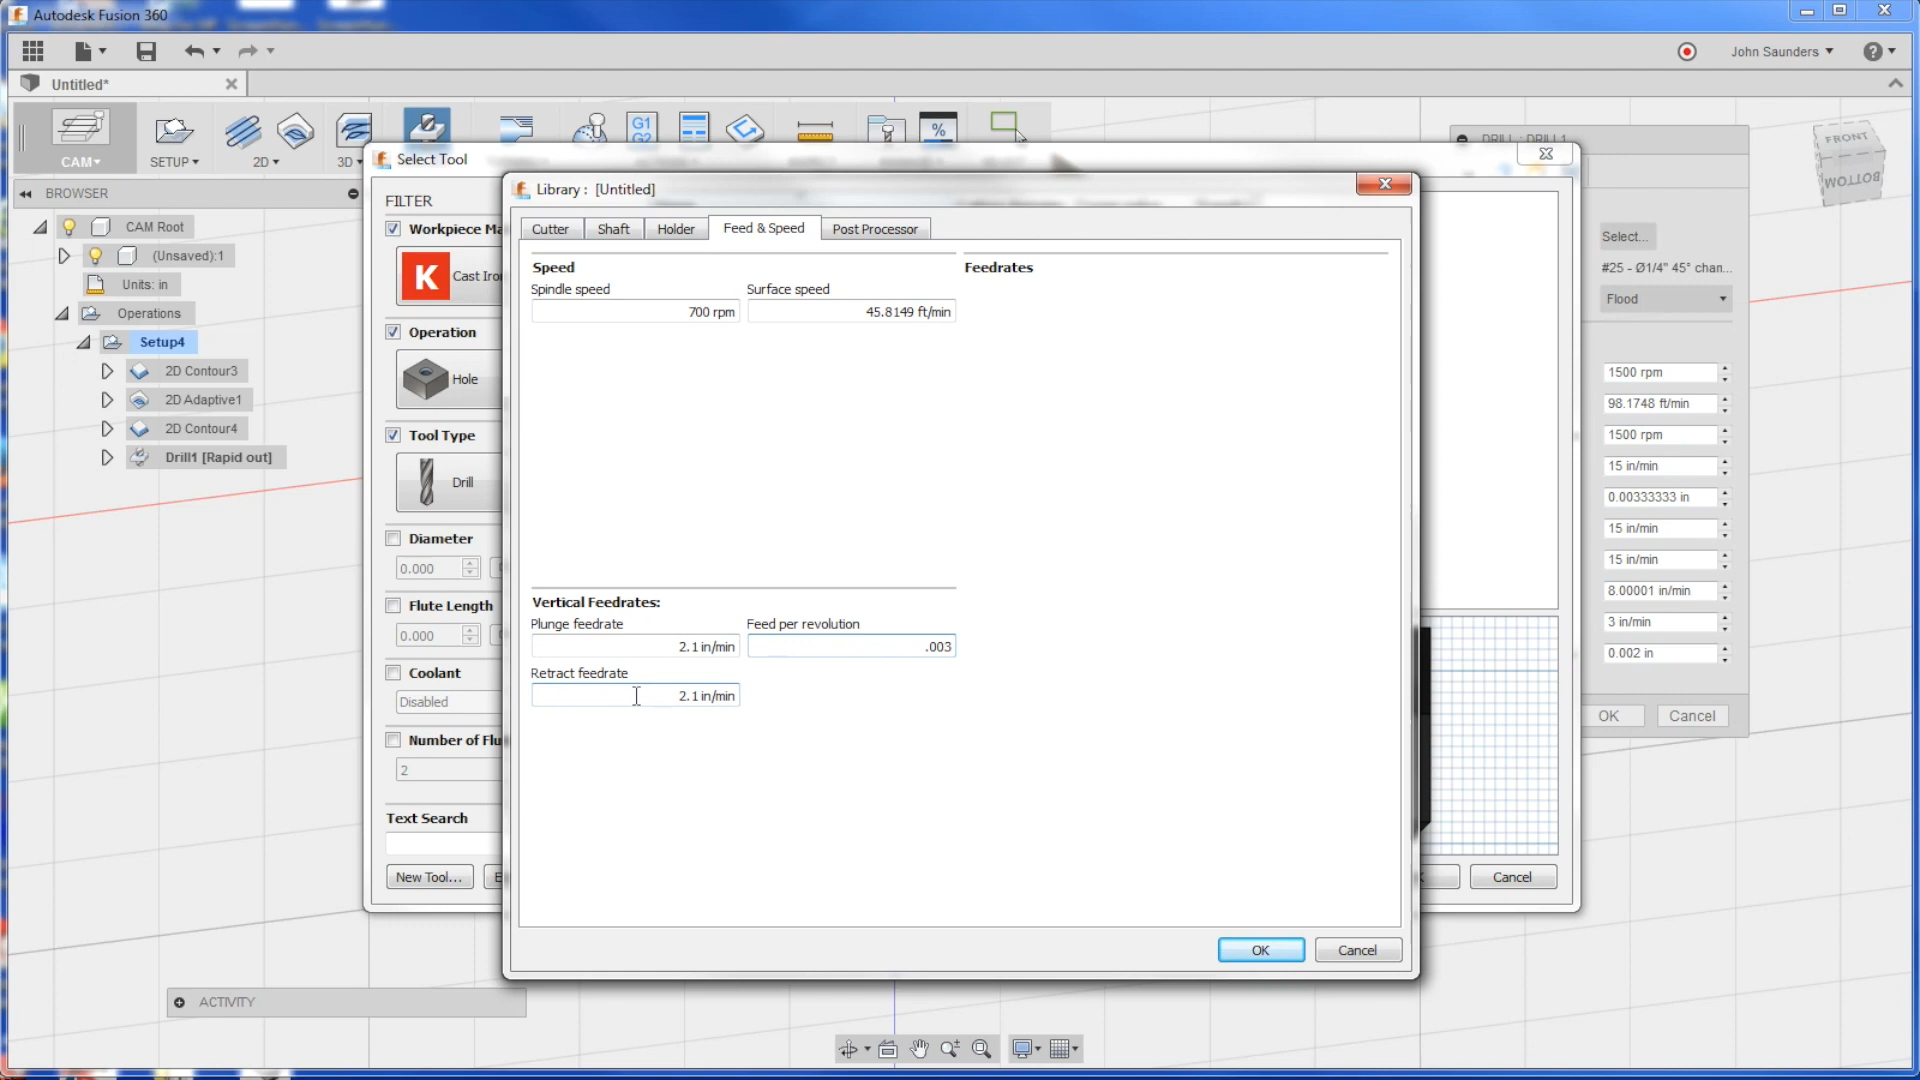 Autodesk Fusion 360
John Saunders
Untitled*
CAM
SETUP
2D
3D
G1
G2
%
BROWSER
CAM Root
(Unsaved):1
Units: in
Operations
Setup4
2D Contour3
2D Adaptive1
2D Contour4
Drill1 [Rapid out]
Select Tool
FILTER
Workpiece Ma
K
Cast Iro
Operation
Hole
Tool Type
Drill
Diameter
0.000
Flute Length
0.000
Coolant
Disabled
Number of Flu
2
Text Search
New Tool...
Cancel
Library : [Untitled]
Cutter
Shaft
Holder
Feed & Speed
Post Processor
Speed
Spindle speed
Surface speed
700 rpm
45.8149 ft/min
Feedrates
Vertical Feedrates:
Plunge feedrate
Feed per revolution
2.1 in/min
.003
Retract feedrate
2.1 in/min
OK
Cancel
DRILL : DRILL1
FRONT
BOTTOM
Select...
#25 - Ø1/4" 45° chan...
Flood
1500 rpm
98.1748 ft/min
1500 rpm
15 in/min
0.00333333 in
15 in/min
15 in/min
8.00001 in/min
3 in/min
0.002 in
OK
Cancel
ACTIVITY